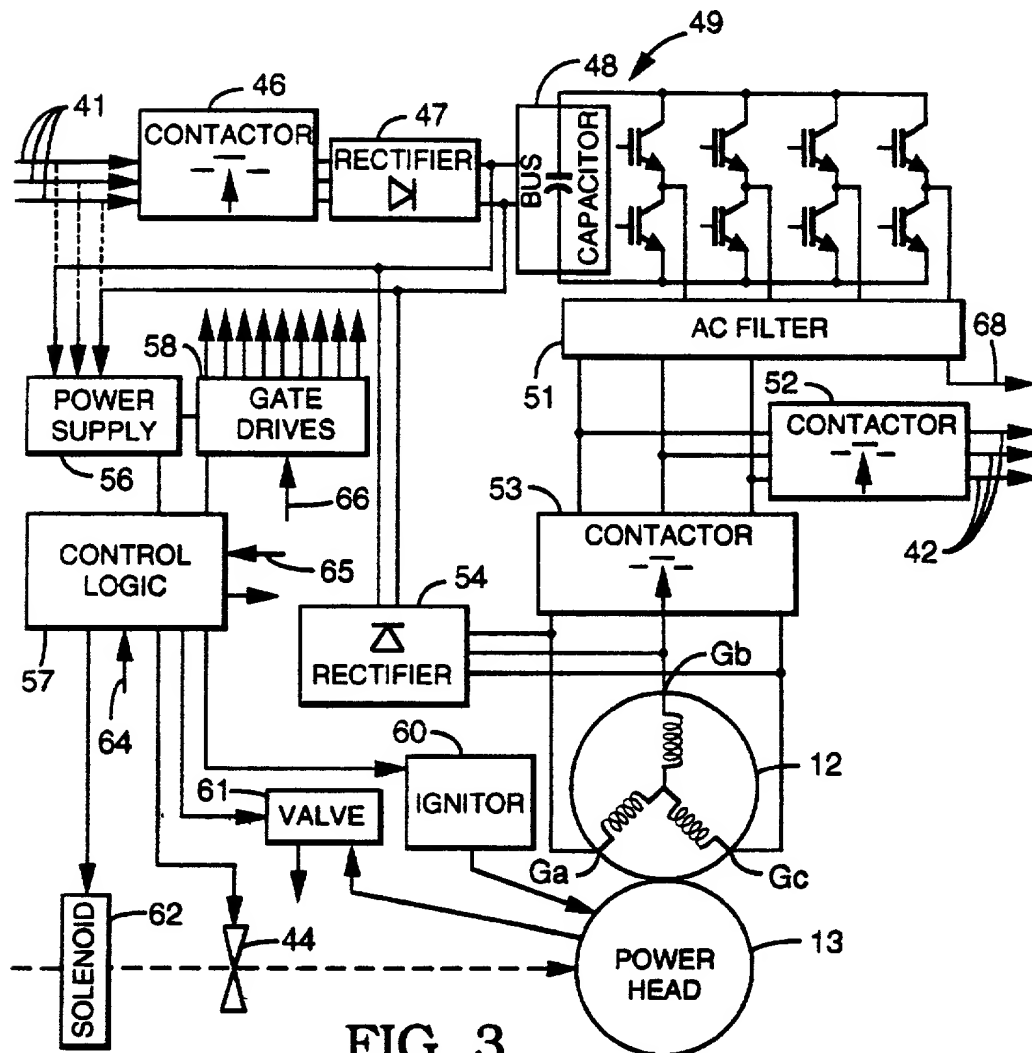 49
48
46
41
47
CONTACTOR
RECTIFIER
BUS
CAPACITOR
AC FILTER
68
58
51
52
POWER
SUPPLY
GATE
DRIVES
CONTACTOR
56
66
53
42
CONTROL
LOGIC
65
CONTACTOR
54
57
64
RECTIFIER
Gb
60
12
61
VALVE
IGNITOR
Ga
Gc
SOLENOID
62
44
13
POWER
HEAD
FIG. 3